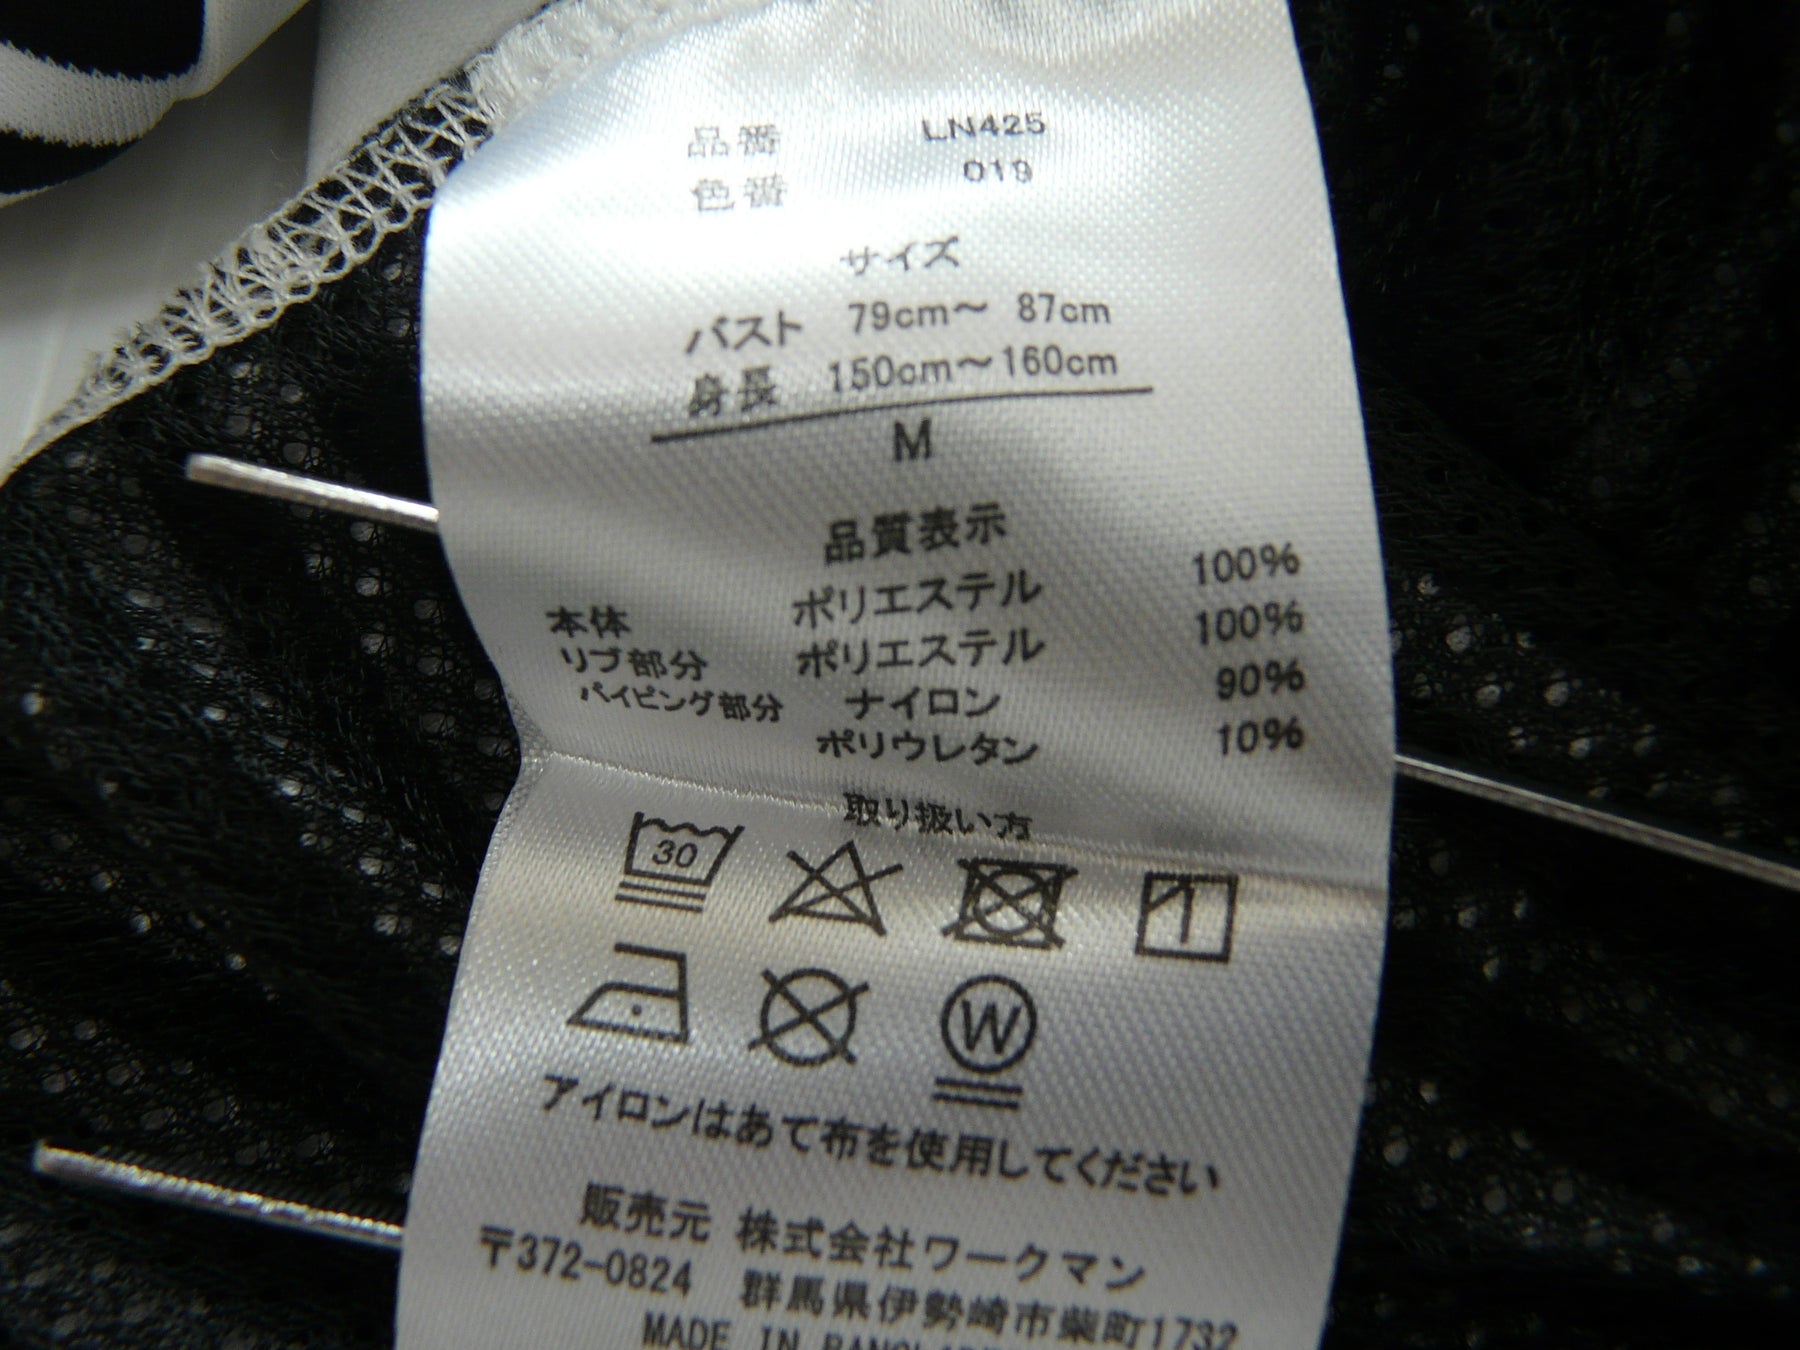 品番 LN425
色番 019
サイズ
バスト 79cm～ 87cm
身長 150cm～160cm
M
品質表示
本体 ポリエステル 100%
リブ部分 ポリエステル 100%
パイピング部分 ナイロン 90%
ポリウレタン 10%
取り扱い方
30
W
アイロンはあて布を使用してください
販売元 株式会社ワークマン
〒372-0824 群馬県伊勢崎市柴町1732
MADE IN